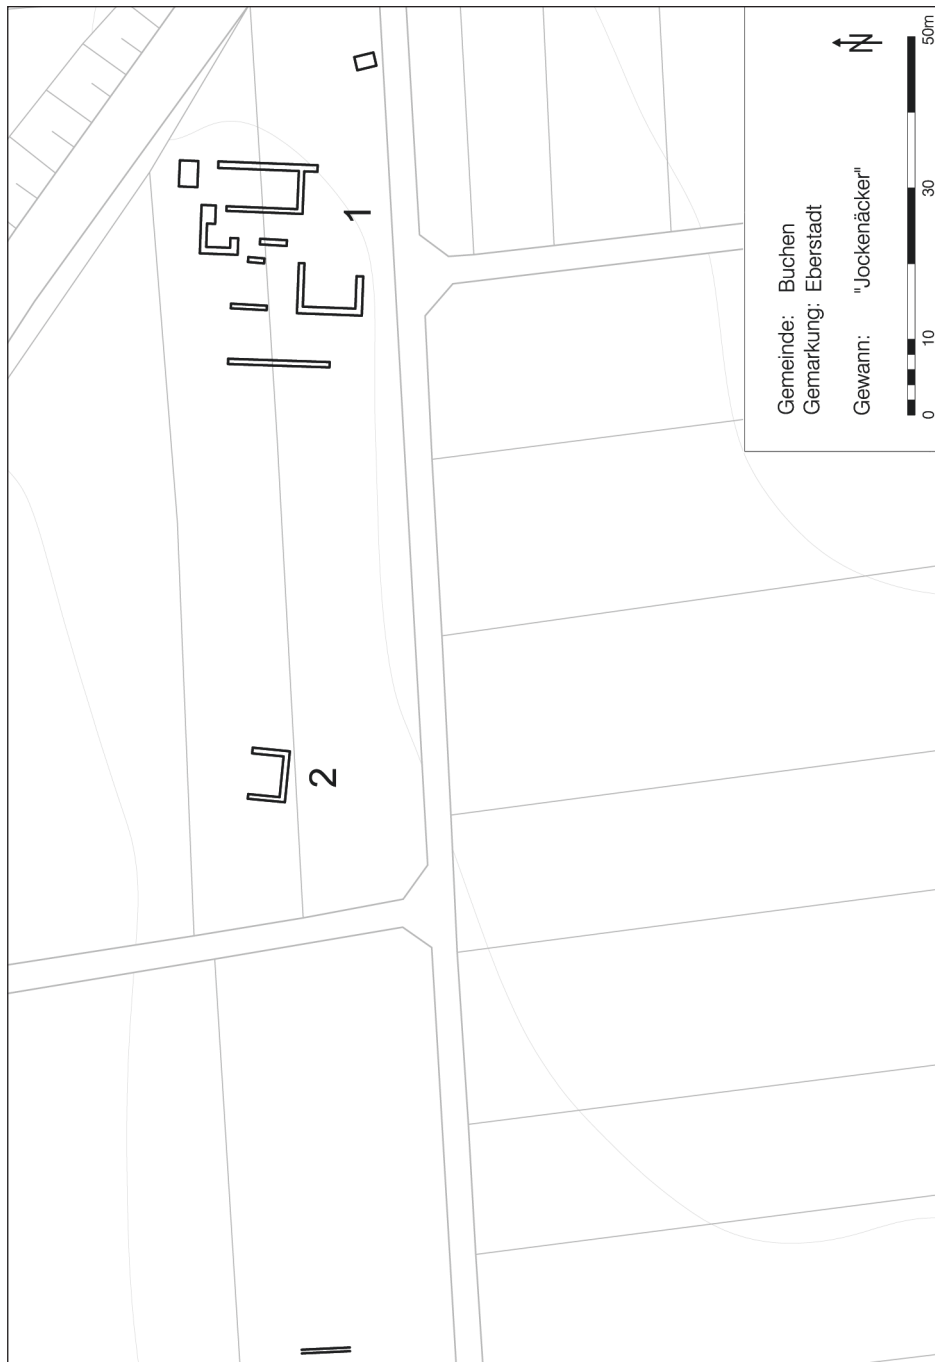 1
2
Gemeinde: Buchen
Gemarkung: Eberstadt
Gewann: "Jockenäcker"
N
0 10 30 50m